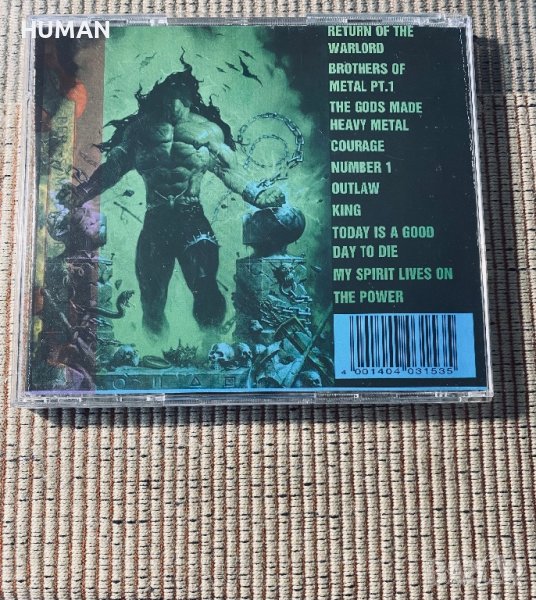 HUMAN
RETURN OF THE
WARLORD
BROTHERS OF
METAL PT.1
THE GODS MADE
HEAVY METAL
COURAGE
NUMBER 1
OUTLAW
KING
TODAY IS A GOOD
DAY TO DIE
MY SPIRIT LIVES ON
THE POWER
4 001404 031535